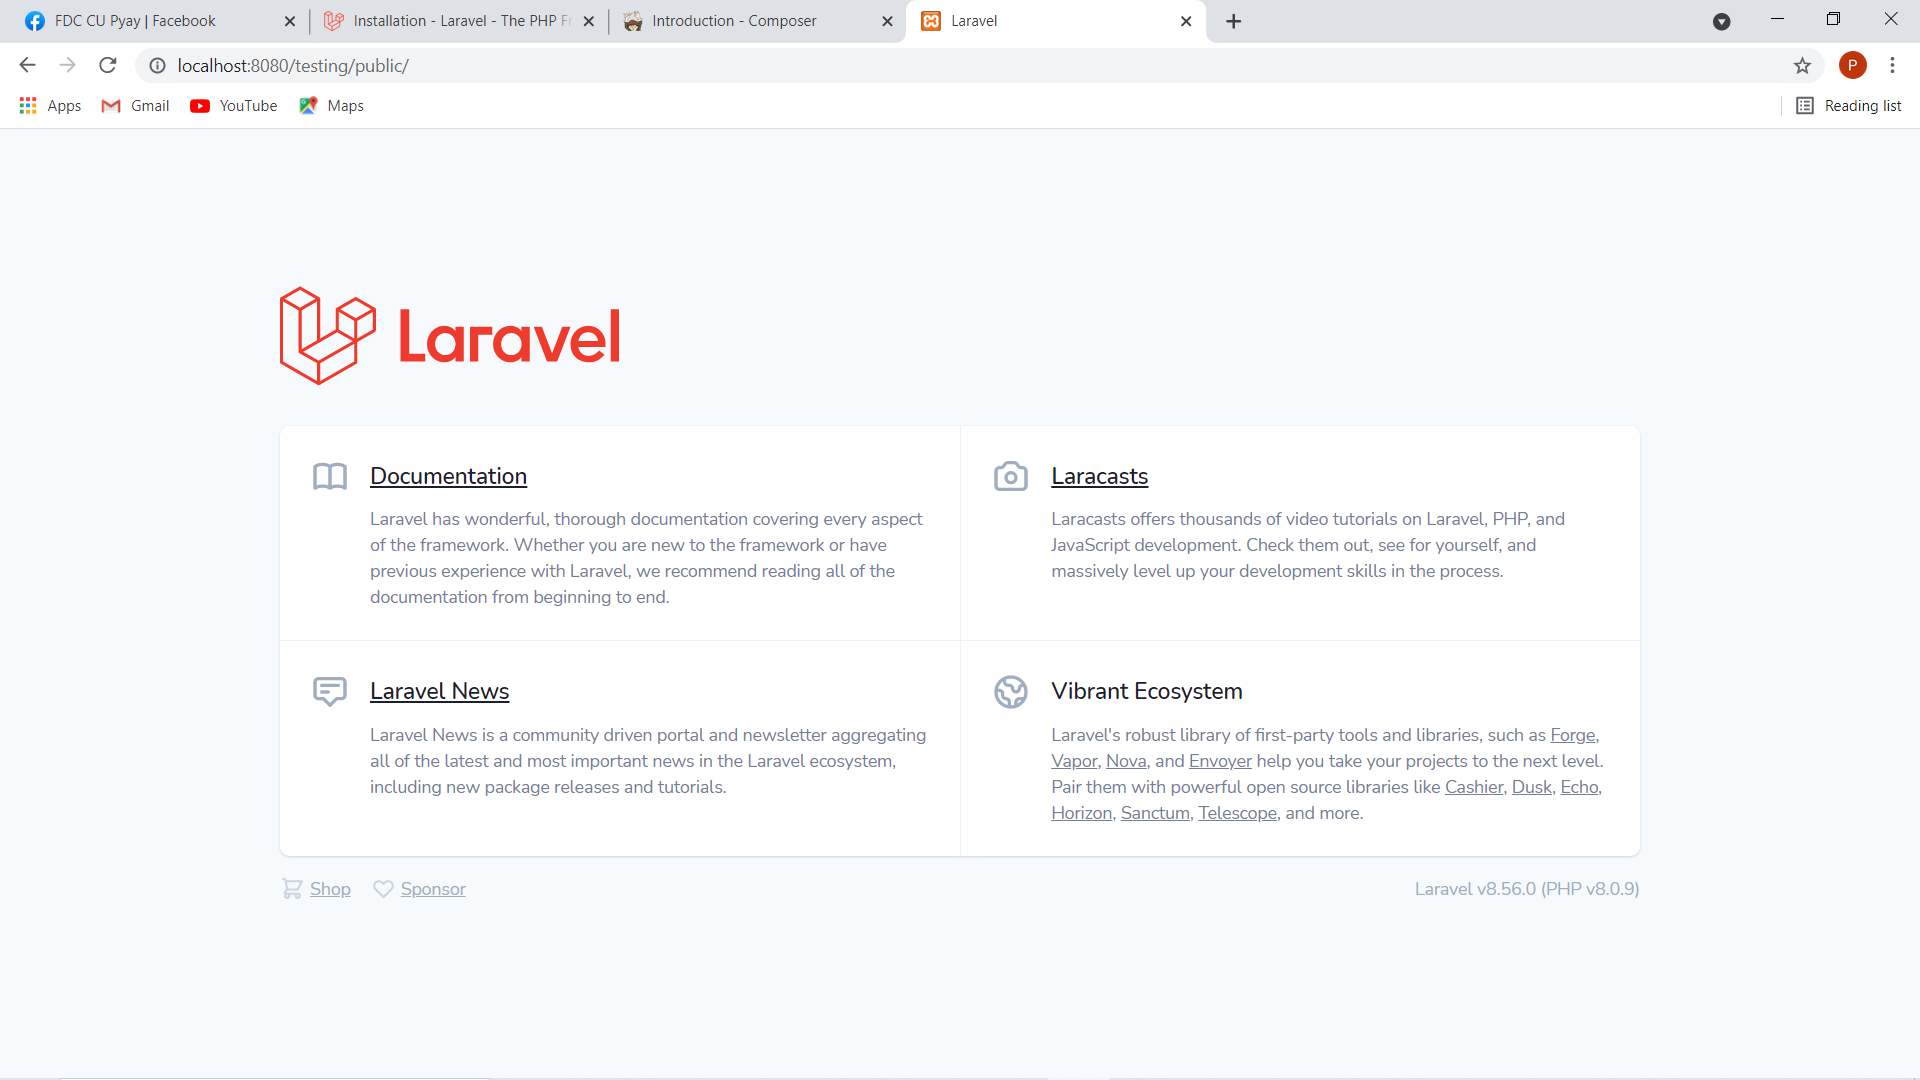 FDC CU Pyay | Facebook
Installation - Laravel - The PHP Fr
Introduction - Composer
Laravel
localhost:8080/testing/public/
P
Apps
Gmail
YouTube
Maps
Reading list
Laravel
Documentation
Laravel has wonderful, thorough documentation covering every aspect
of the framework. Whether you are new to the framework or have
previous experience with Laravel, we recommend reading all of the
documentation from beginning to end.
Laracasts
Laracasts offers thousands of video tutorials on Laravel, PHP, and
JavaScript development. Check them out, see for yourself, and
massively level up your development skills in the process.
Laravel News
Laravel News is a community driven portal and newsletter aggregating
all of the latest and most important news in the Laravel ecosystem,
including new package releases and tutorials.
Vibrant Ecosystem
Laravel's robust library of first-party tools and libraries, such as Forge,
Vapor, Nova, and Envoyer help you take your projects to the next level.
Pair them with powerful open source libraries like Cashier, Dusk, Echo,
Horizon, Sanctum, Telescope, and more.
Shop
Sponsor
Laravel v8.56.0 (PHP v8.0.9)